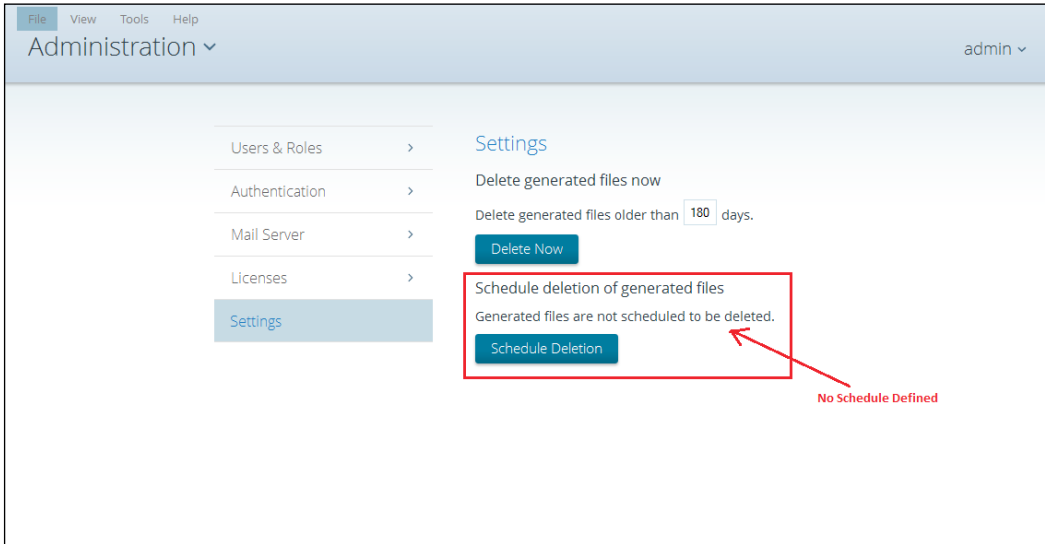 File View Tools Help
Administration
admin
Users & Roles
Authentication
Mail Server
Licenses
Settings
Settings
Delete generated files now
Delete generated files older than 180 days.
Delete Now
Schedule deletion of generated files
Generated files are not scheduled to be deleted.
Schedule Deletion
No Schedule Defined